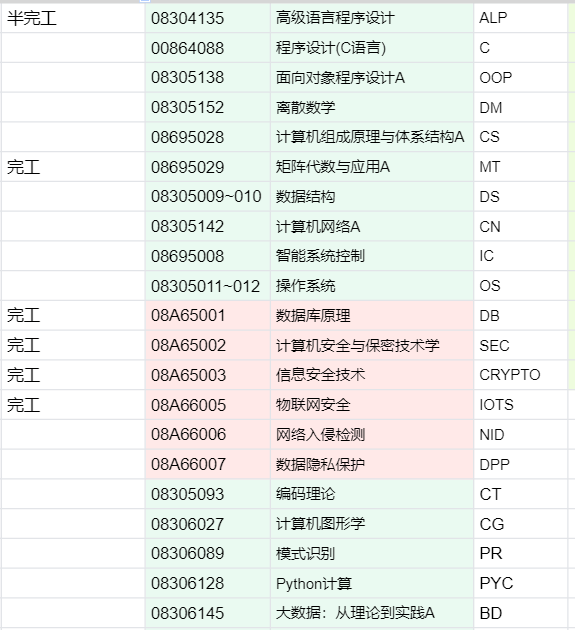 半完工 08304135 高级语言程序设计 ALP
00864088 程序设计(C语言) C
08305138 面向对象程序设计A OOP
08305152 离散数学 DM
08695028 计算机组成原理与体系结构A CS
完工 08695029 矩阵代数与应用A MT
08305009~010 数据结构 DS
08305142 计算机网络A CN
08695008 智能系统控制 IC
08305011~012 操作系统 OS
完工 08A65001 数据库原理 DB
完工 08A65002 计算机安全与保密技术学 SEC
完工 08A65003 信息安全技术 CRYPTO
完工 08A66005 物联网安全 IOTS
08A66006 网络入侵检测 NID
08A66007 数据隐私保护 DPP
08305093 编码理论 CT
08306027 计算机图形学 CG
08306089 模式识别 PR
08306128 Python计算 PYC
08306145 大数据：从理论到实践A BD